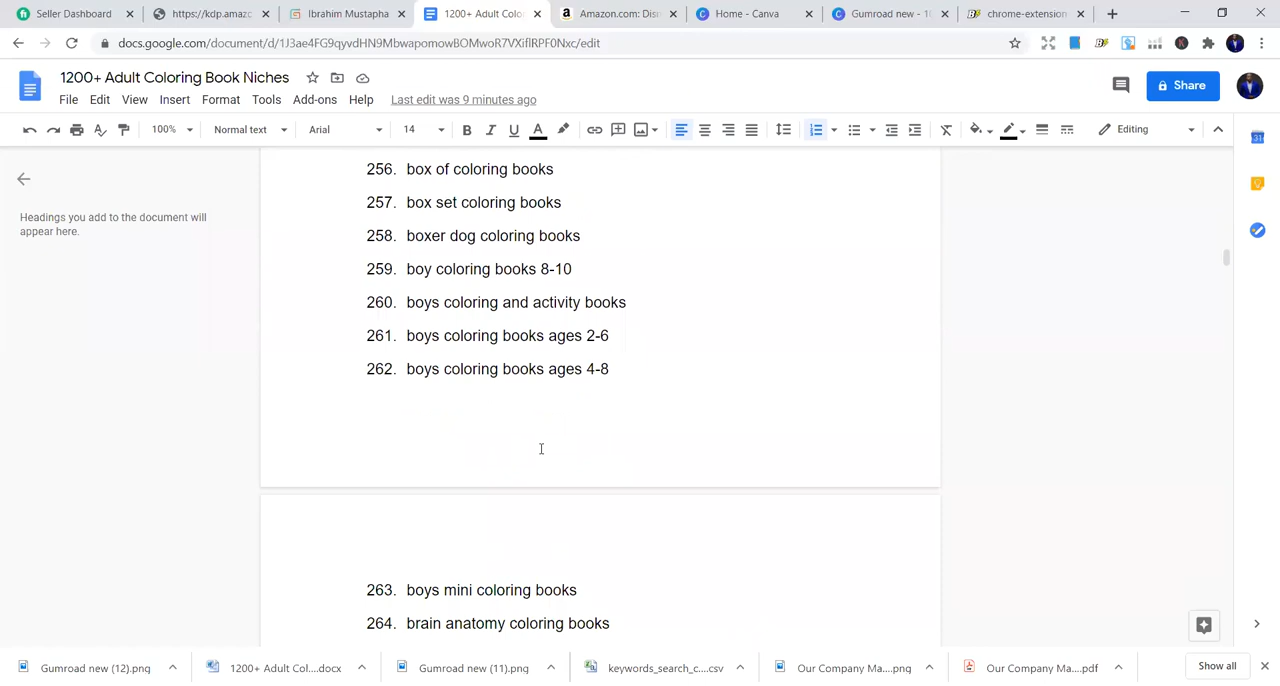 Seller Dashboard
https://kdp.amazc
Ibrahim Mustapha
1200+ Adult Colo
Amazon.com: Dis
Home - Canva
Gumroad new - 1
chrome-extension
docs.google.com/document/d/1J3ae4FG9qyvdHN9MbwapomowBOMwoR7VXiflRPF0Nxc/edit
1200+ Adult Coloring Book Niches
File Edit View Insert Format Tools Add-ons Help Last edit was 9 minutes ago
Share
100% Normal text Arial 14 B I U A Editing
Headings you add to the document will
appear here.
256. box of coloring books
257. box set coloring books
258. boxer dog coloring books
259. boy coloring books 8-10
260. boys coloring and activity books
261. boys coloring books ages 2-6
262. boys coloring books ages 4-8
263. boys mini coloring books
264. brain anatomy coloring books
Gumroad new (12).png
1200+ Adult Col....docx
Gumroad new (11).png
keywords_search_c....csv
Our Company Ma....png
Our Company Ma....pdf
Show all